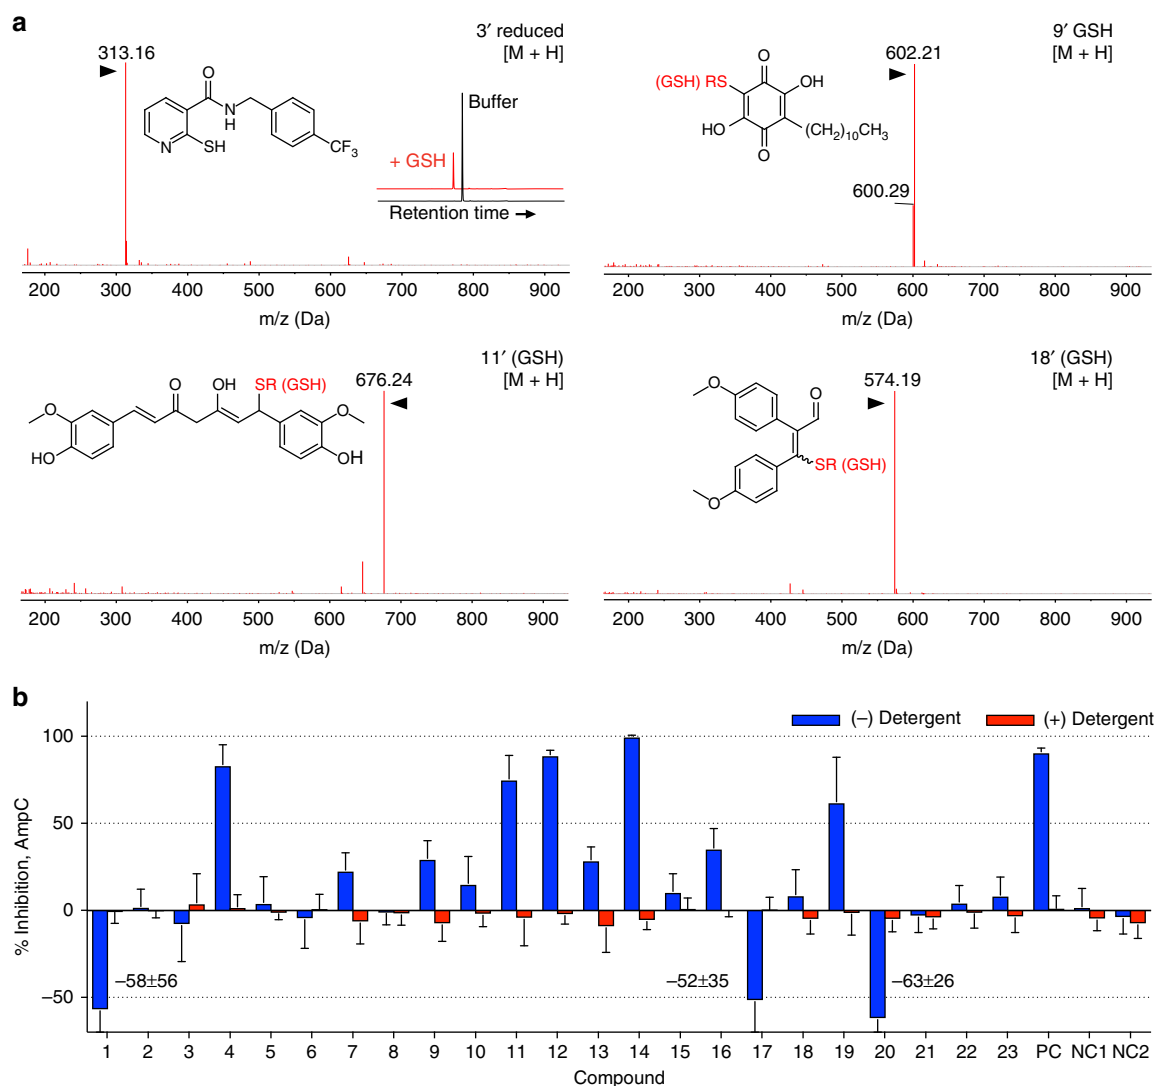 a
3′ reduced
[M + H]
313.16
O
N
H
N
SH
CF3
Buffer
+ GSH
Retention time
200 300 400 500 600 700 800 900
m/z (Da)
9′ GSH
[M + H]
602.21
(GSH) RS
O
OH
HO
(CH2)10CH3
O
600.29
200 300 400 500 600 700 800 900
m/z (Da)
11′ (GSH)
[M + H]
676.24
O OH SR (GSH)
O
O
HO
OH
200 300 400 500 600 700 800 900
m/z (Da)
18′ (GSH)
[M + H]
574.19
O
O
SR (GSH)
O
200 300 400 500 600 700 800 900
m/z (Da)
b
(–) Detergent (+) Detergent
% Inhibition, AmpC
100
50
0
–50
–58±56
–52±35
–63±26
1 2 3 4 5 6 7 8 9 10 11 12 13 14 15 16 17 18 19 20 21 22 23 PC NC1 NC2
Compound